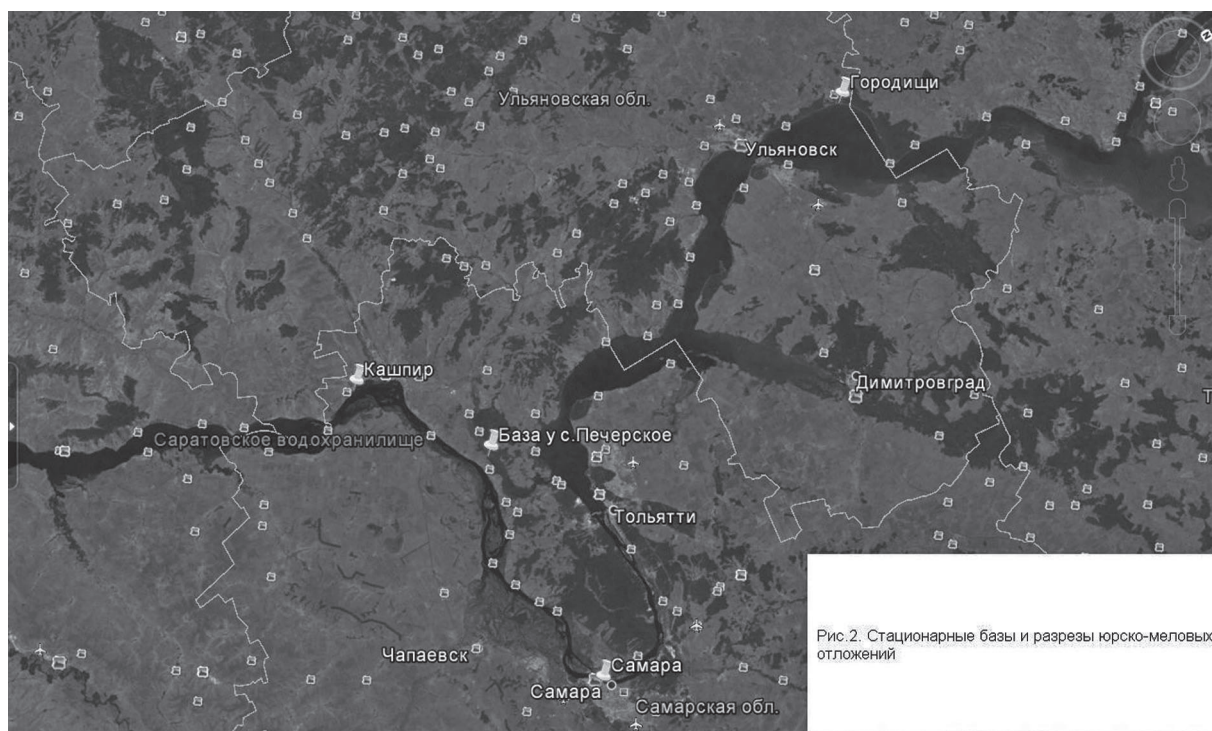 Городищи
Ульяновская обл.
Ульяновск
Кашпир
Димитровград
Саратовское водохранилище
База у с.Печерское
Тольятти
Рис.2. Стационарные базы и разрезы юрско-меловых
отложений
Чапаевск
Самара
Самара
Самарская обл.